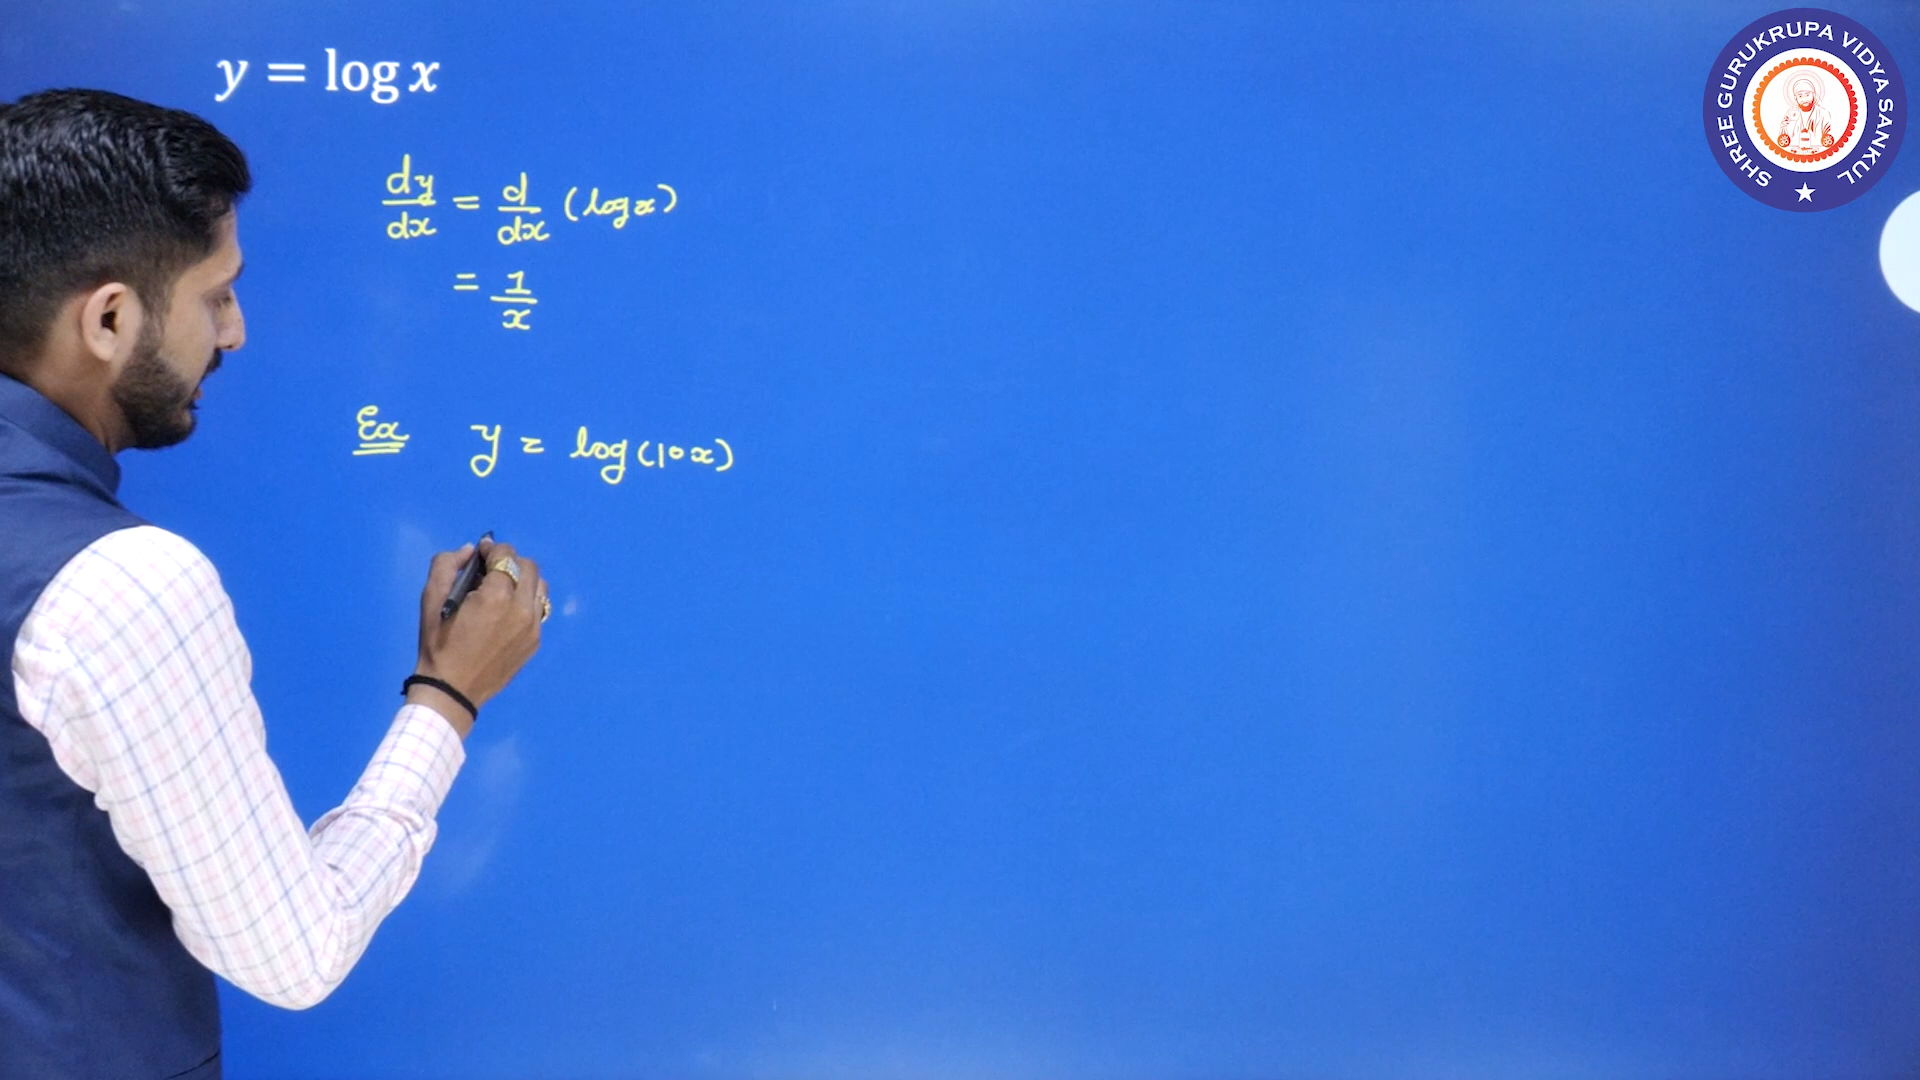 y = log x
dy/dx = d/dx (log x)
= 1/x
Ex y = log(10x)
SHREE GURUKRUPA VIDYA SANKUL